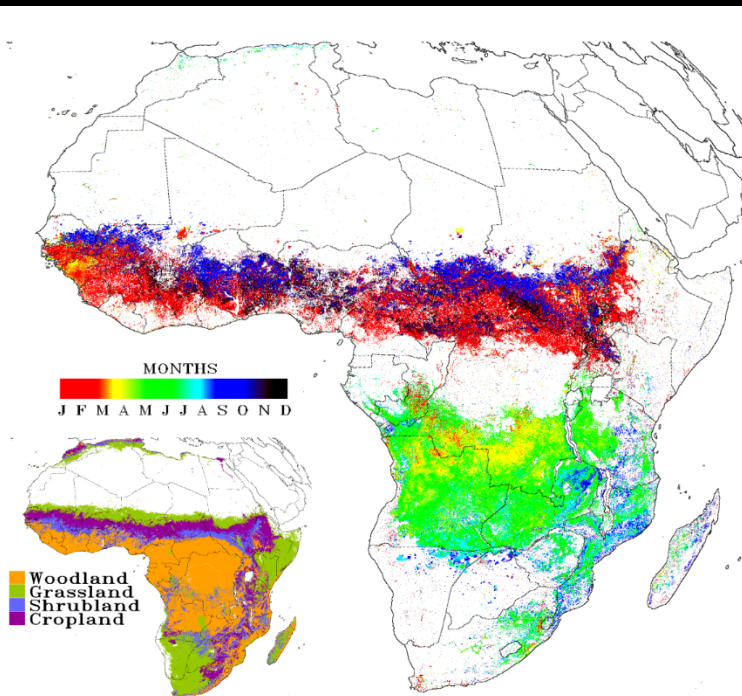 MONTHS
J F M A M J J A S O N D
Woodland
Grassland
Shrubland
Cropland